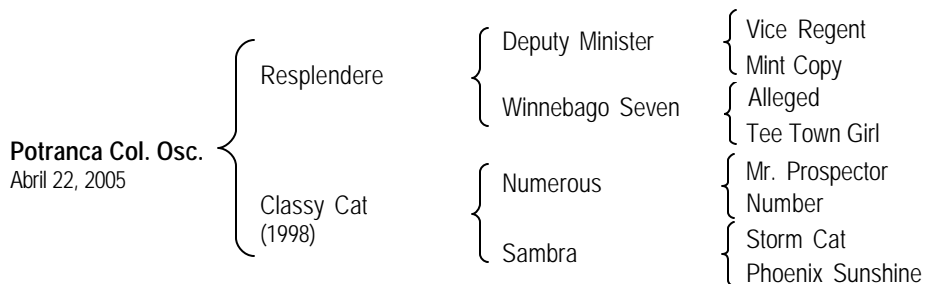 Potranca Col. Osc.
Abril 22, 2005
Resplendere
Classy Cat
(1998)
Deputy Minister
Winnebago Seven
Numerous
Sambra
Vice Regent
Mint Copy
Alleged
Tee Town Girl
Mr. Prospector
Number
Storm Cat
Phoenix Sunshine